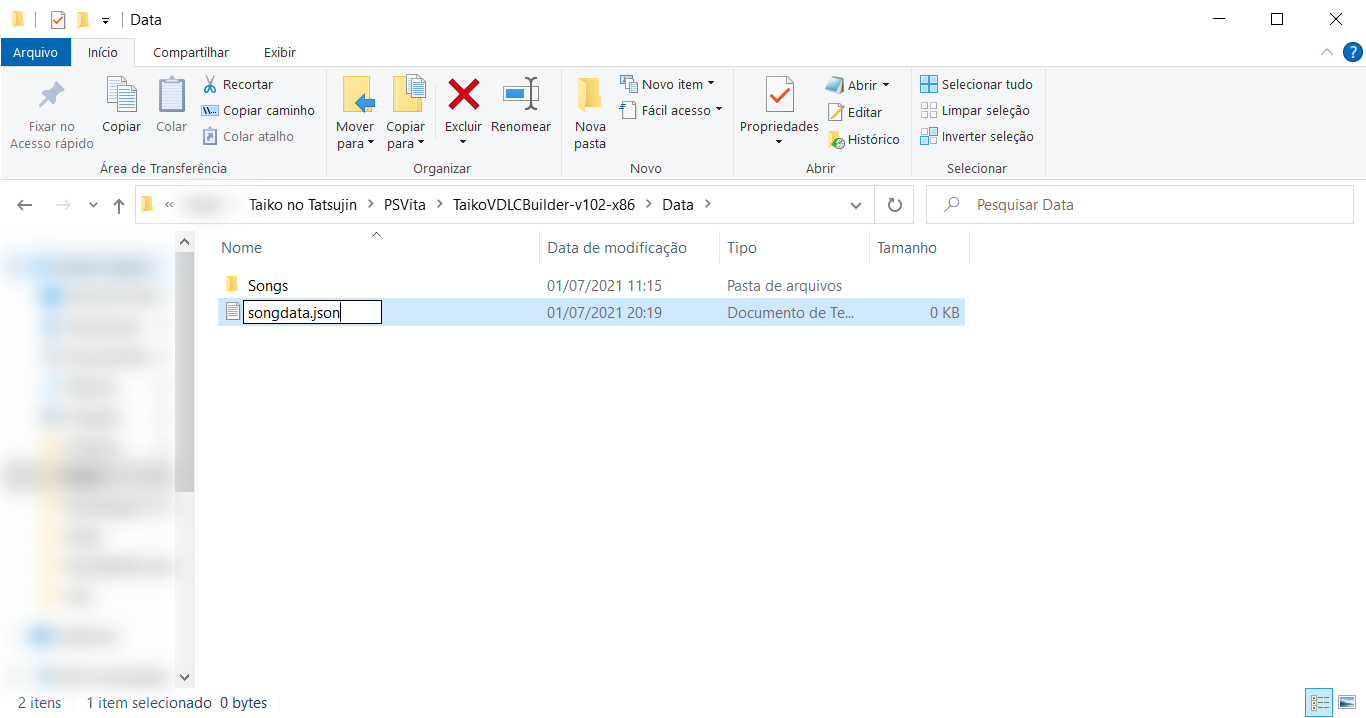 Data
Arquivo Início Compartilhar Exibir
Fixar no Acesso rápido
Copiar
Colar
Recortar
Copiar caminho
Colar atalho
Área de Transferência
Mover para
Copiar para
Excluir
Renomear
Organizar
Nova pasta
Novo item
Fácil acesso
Novo
Propriedades
Abrir
Editar
Histórico
Abrir
Selecionar tudo
Limpar seleção
Inverter seleção
Selecionar
« Taiko no Tatsujin > PSVita > TaikoVDLCBuilder-v102-x86 > Data >
Pesquisar Data
Nome Data de modificação Tipo Tamanho
Songs 01/07/2021 11:15 Pasta de arquivos
songdata.json 01/07/2021 20:19 Documento de Te... 0 KB
2 itens 1 item selecionado 0 bytes